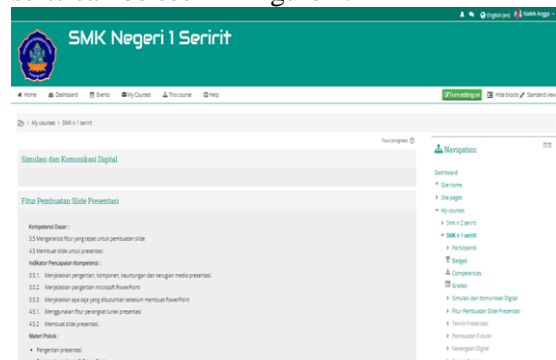 English (en) Kadek Angga
SMK Negeri 1 Seririt
Home Dashboard Events My Courses This course Help
Turn editing on Hide blocks Standard view
My courses > SMK n 1 seririt
Your progress
Simulasi dan Komunikasi Digital
Fitur Pembuatan Slide Presentasi
Kompetensi Dasar :
3.5 Menganalisis fitur yang tepat untuk pembuatan slide
4.5 Membuat slide untuk presentasi
Indikator Pencapaian Kompetensi :
3.5.1. Menjelaskan pengertian, komponen, keuntungan dan kerugian media presentasi.
3.5.2. Menjelaskan pengertian microsoft PowerPoint
3.5.3 Menjelaskan apa saja yang dibutuhkan sebelum membuat PowerPoint
4.5.1. Menggunakan fitur perangkat lunak presentasi
4.5.2 Membuat slide presentasi
Materi Pokok :
Pengertian presentasi
Navigation
Dashboard
Site home
Site pages
My courses
SMK n 2 seririt
SMK n 1 seririt
Participants
Badges
Competencies
Grades
Simulasi dan Komunikasi Digital
Fitur Pembuatan Slide Presentasi
Teknik Presentasi
Pembuatan E-book
Kewargaan Digital